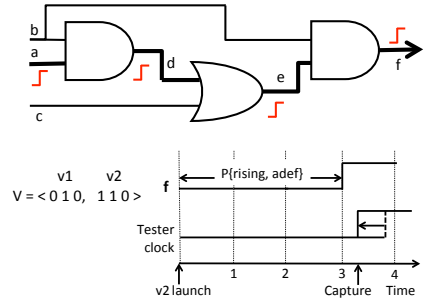 b
a
d
e
f
c
v1 v2
V = < 0 1 0, 1 1 0 >
P{rising, adef}
f
Tester
clock
1 2 3 4 Time
v2 launch Capture